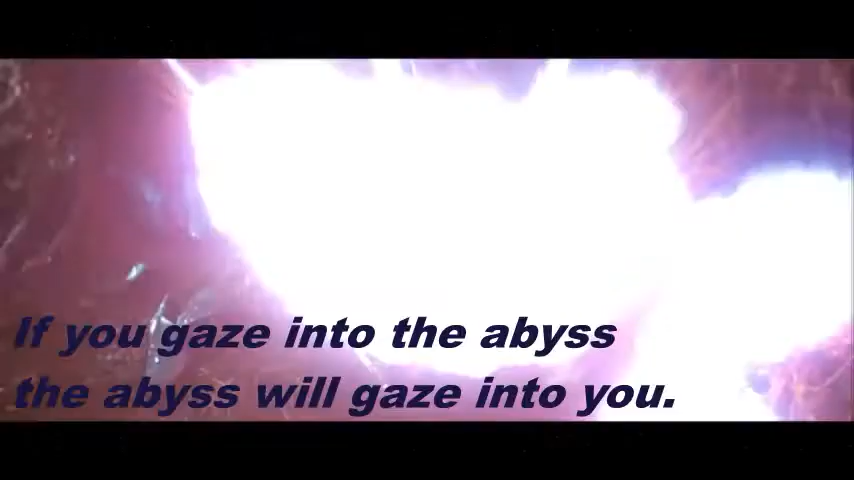 If you gaze into the abyss
the abyss will gaze into you.